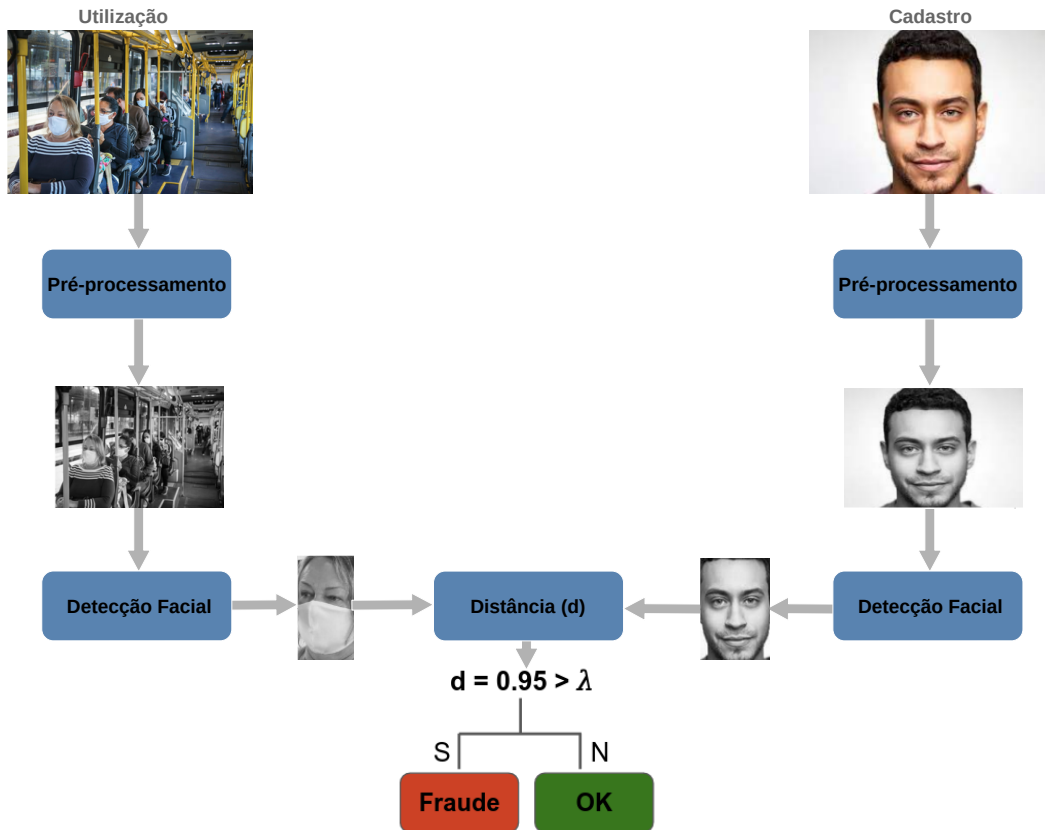 Utilização
Cadastro
Pré-processamento
Pré-processamento
Detecção Facial
Distância (d)
Detecção Facial
d = 0.95 > λ
S
N
Fraude
OK